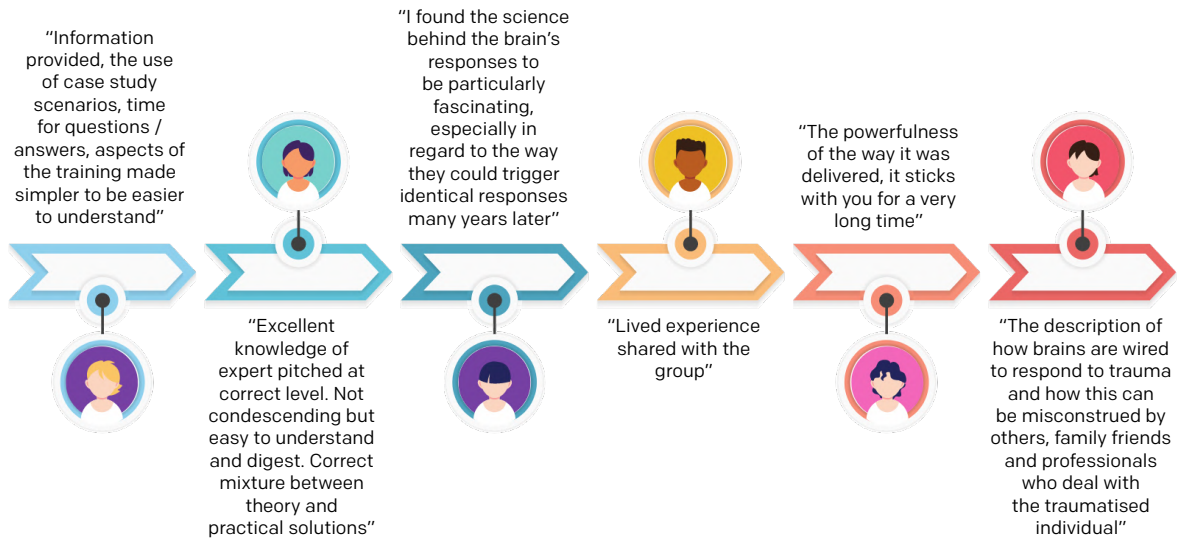 “Information
provided, the use
of case study
scenarios, time
for questions /
answers, aspects of
the training made
simpler to be easier
to understand”
“Excellent
knowledge of
expert pitched at
correct level. Not
condescending but
easy to understand
and digest. Correct
mixture between
theory and
practical solutions”
“I found the science
behind the brain’s
responses to
be particularly
fascinating,
especially in
regard to the way
they could trigger
identical responses
many years later”
“Lived experience
shared with the
group”
“The powerfulness
of the way it was
delivered, it sticks
with you for a very
long time”
“The description of
how brains are wired
to respond to trauma
and how this can
be misconstrued by
others, family friends
and professionals
who deal with
the traumatised
individual”